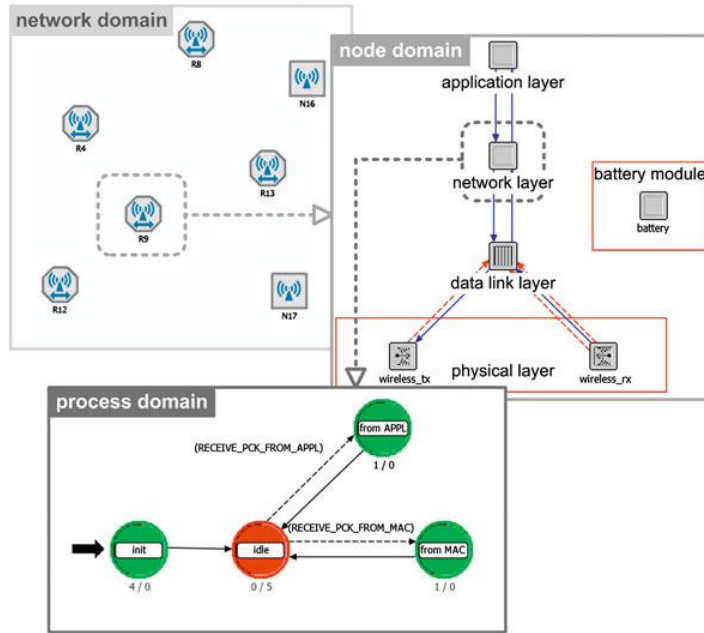 network domain
R8
N16
R4
R13
R9
R12
N17
node domain
application layer
network layer
battery module
battery
data link layer
wireless_tx
physical layer
wireless_rx
process domain
from APPL
(RECEIVE_PCK_FROM_APPL)
1 / 0
(RECEIVE_PCK_FROM_MAC)
init
idle
from MAC
4 / 0
0 / 5
1 / 0